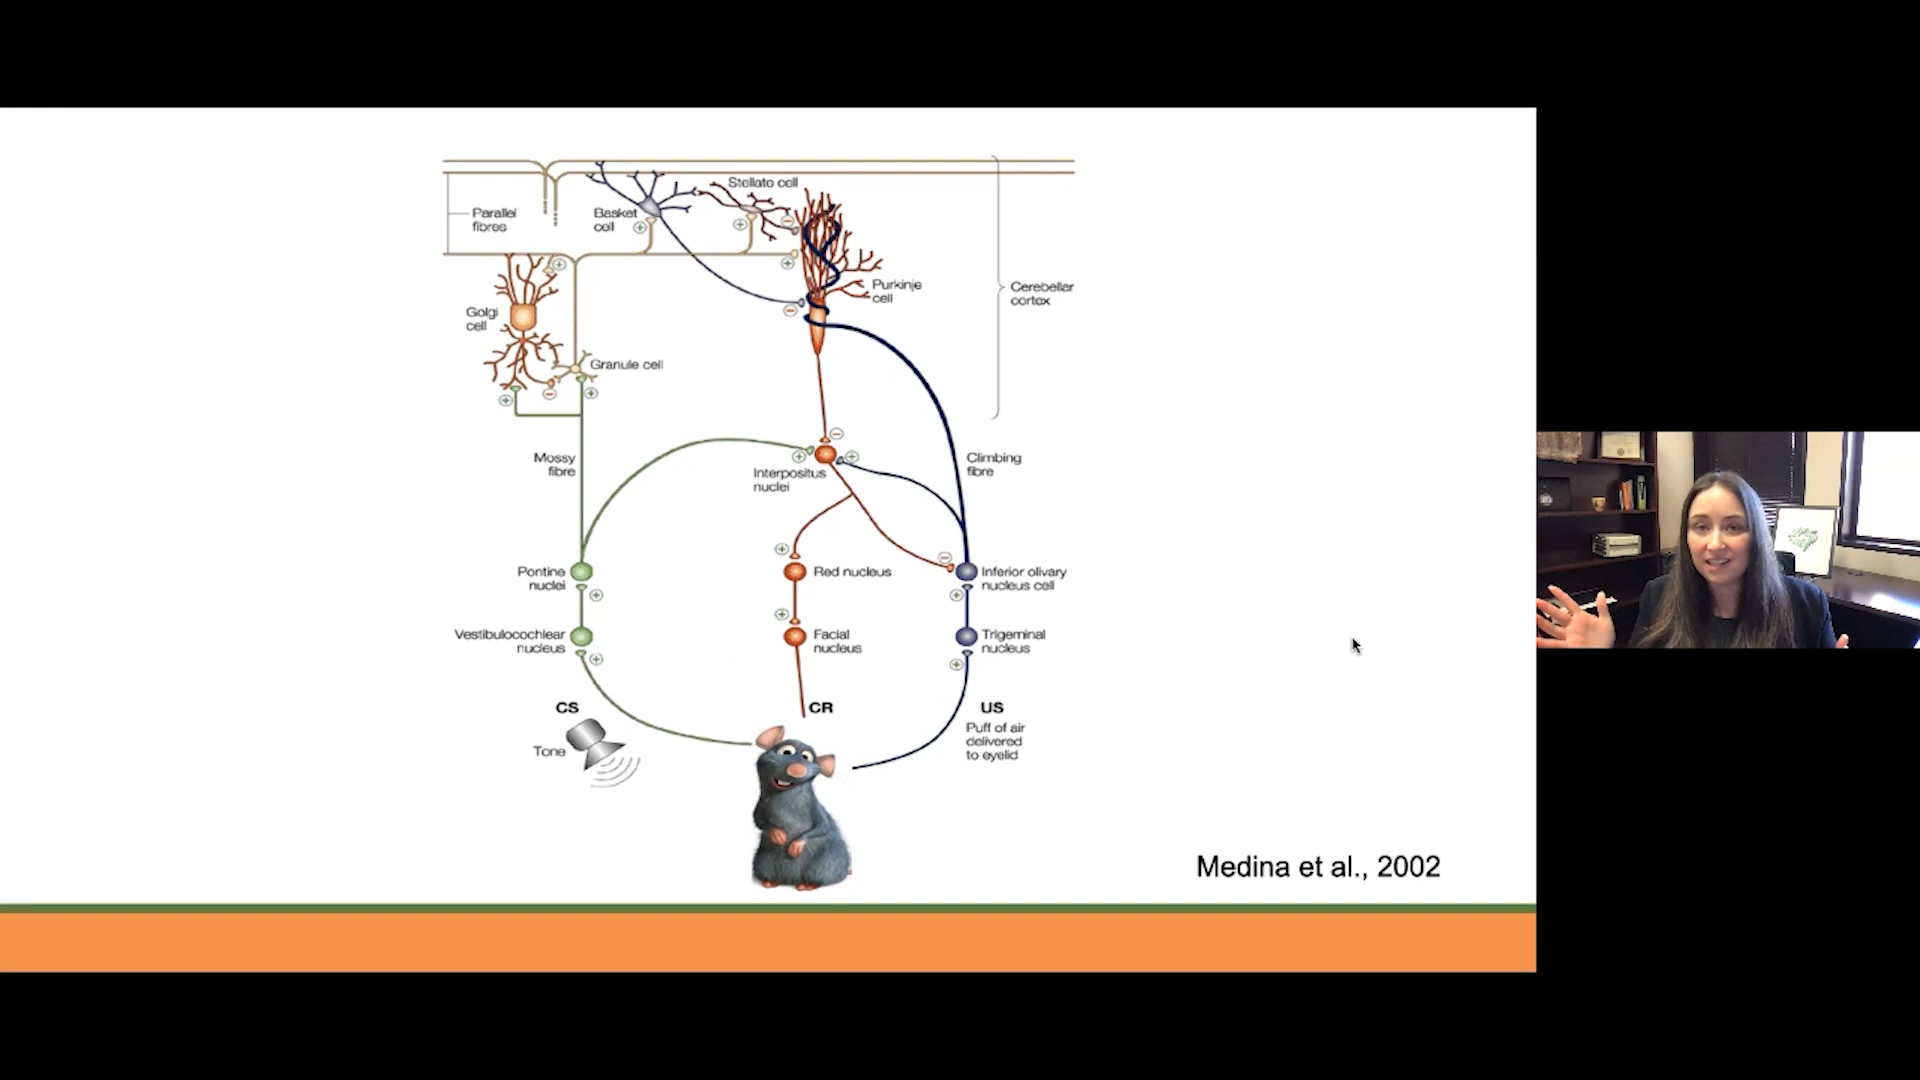 Stellate cell
Parallel
fibres
Basket
cell
Purkinje
cell
Cerebellar
cortex
Golgi
cell
Granule cell
Mossy
fibre
Interpositus
nuclei
Climbing
fibre
Pontine
nuclei
Red nucleus
Inferior olivary
nucleus cell
Vestibulocochlear
nucleus
Facial
nucleus
Trigeminal
nucleus
CS
Tone
CR
US
Puff of air
delivered
to eyelid
Medina et al., 2002